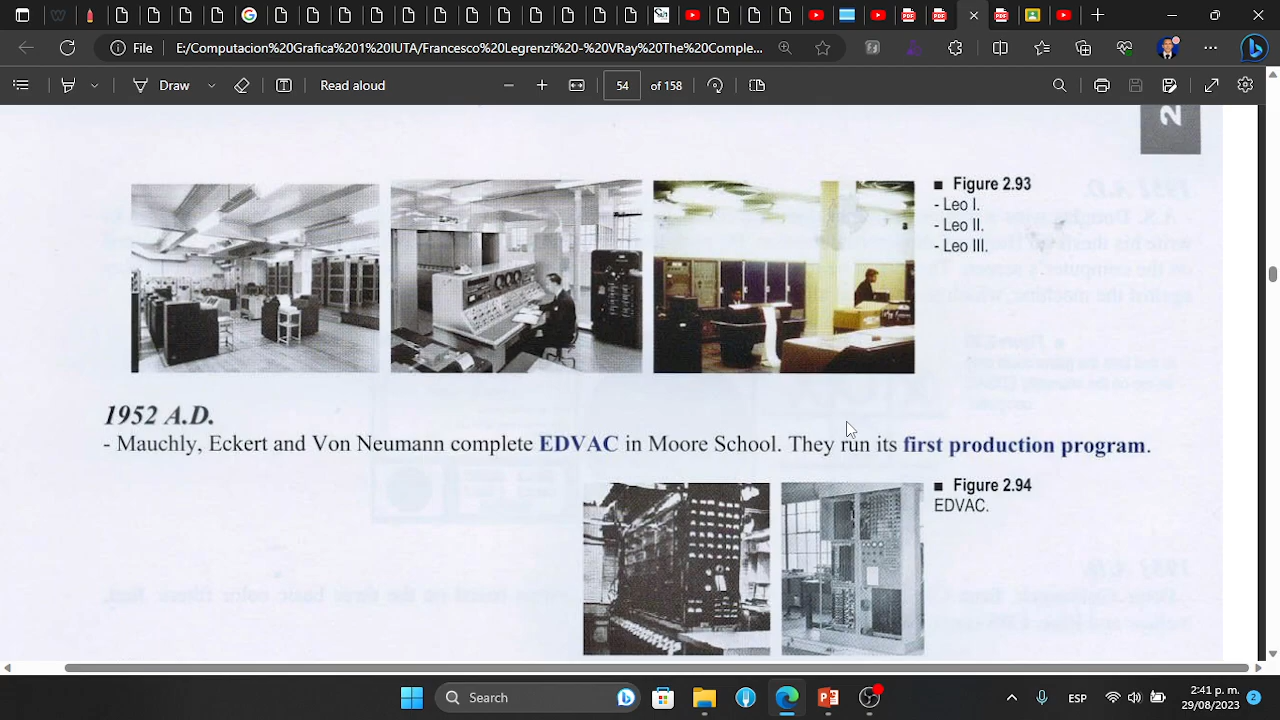 File
E:/Computacion%20Grafica%201%20IUTA/Francesco%20Legrenzi%20-%20VRay%20The%20Comple...
Draw
Read aloud
54
of 158
2
■ Figure 2.93
- Leo I.
- Leo II.
- Leo III.
1952 A.D.
- Mauchly, Eckert and Von Neumann complete EDVAC in Moore School. They run its first production program.
■ Figure 2.94
EDVAC.
Search
ESP
2:41 p. m.
29/08/2023
2